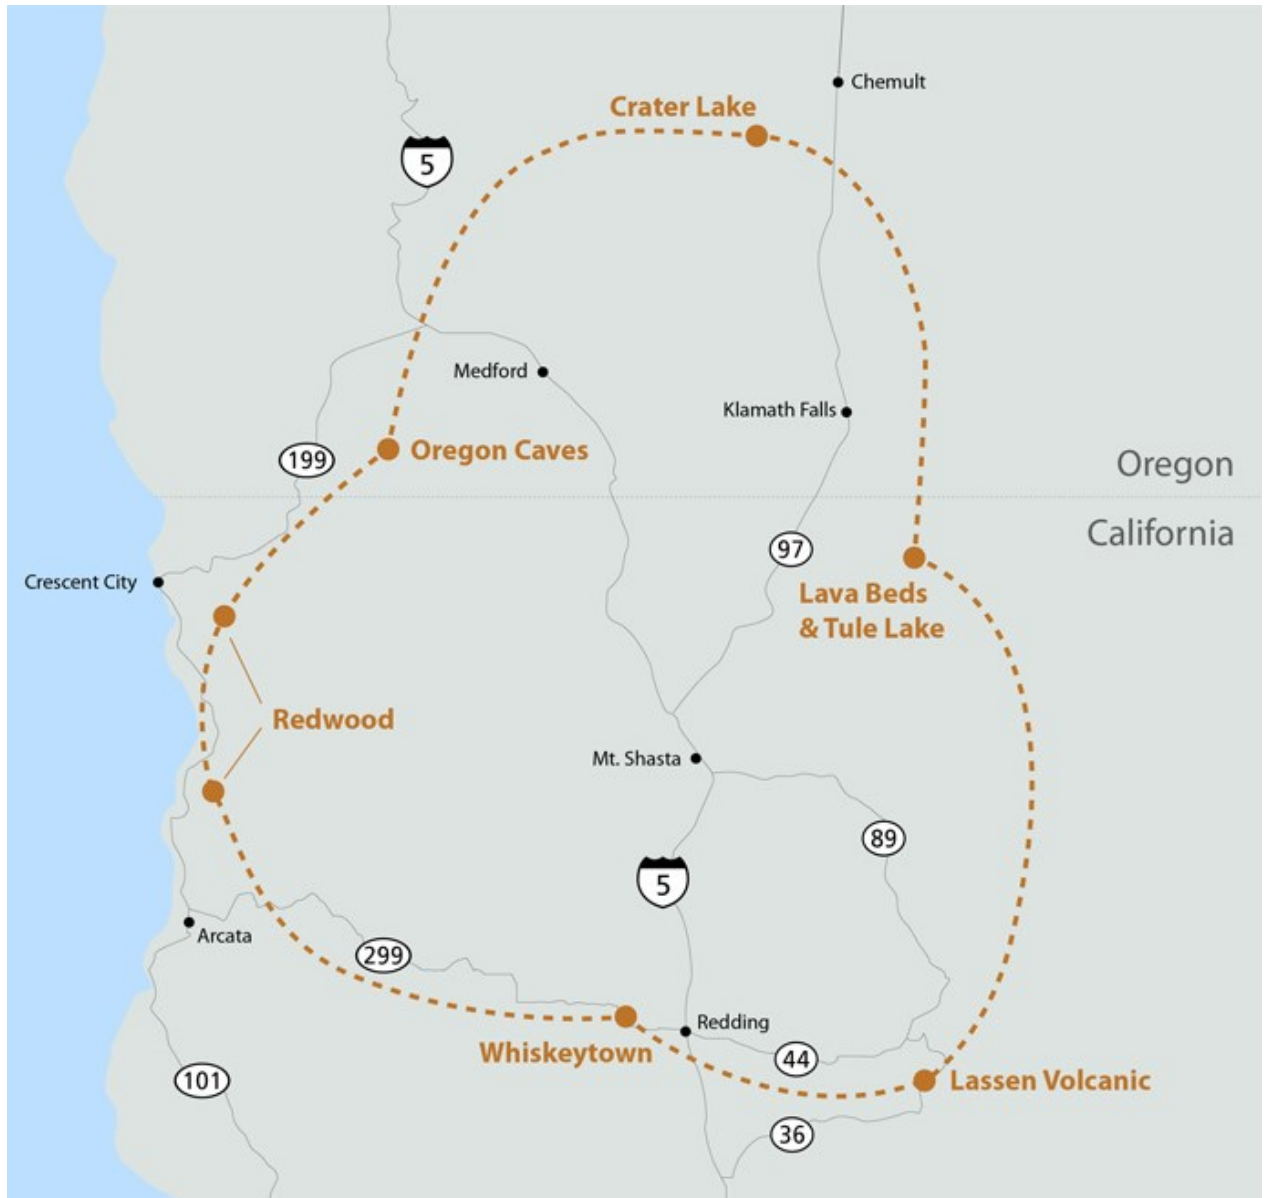 Chemult
Crater Lake
5
Medford
Klamath Falls
Oregon Caves
199
Oregon
California
97
Crescent City
Lava Beds
& Tule Lake
Redwood
Mt. Shasta
89
5
Arcata
299
Redding
Whiskeytown
44
101
Lassen Volcanic
36